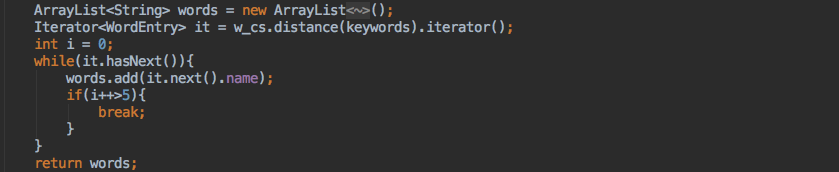 ArrayList<String> words = new ArrayList<~>();
Iterator<WordEntry> it = w_cs.distance(keywords).iterator();
int i = 0;
while(it.hasNext()){
words.add(it.next().name);
if(i++>5){
break;
}
}
return words;